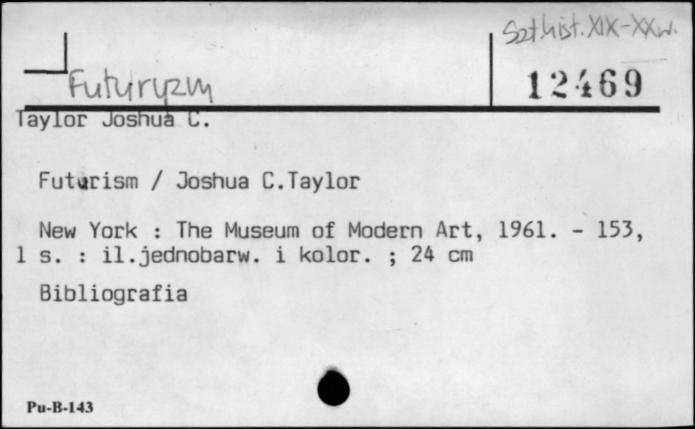 Szt. hist. XIX-XX w.
Futuryzm
12469
Taylor Joshua C.
Futurism / Joshua C.Taylor
New York : The Museum of Modern Art, 1961. - 153,
1 s. : il.jednobarw. i kolor. ; 24 cm
Bibliografia
Pu-B-143